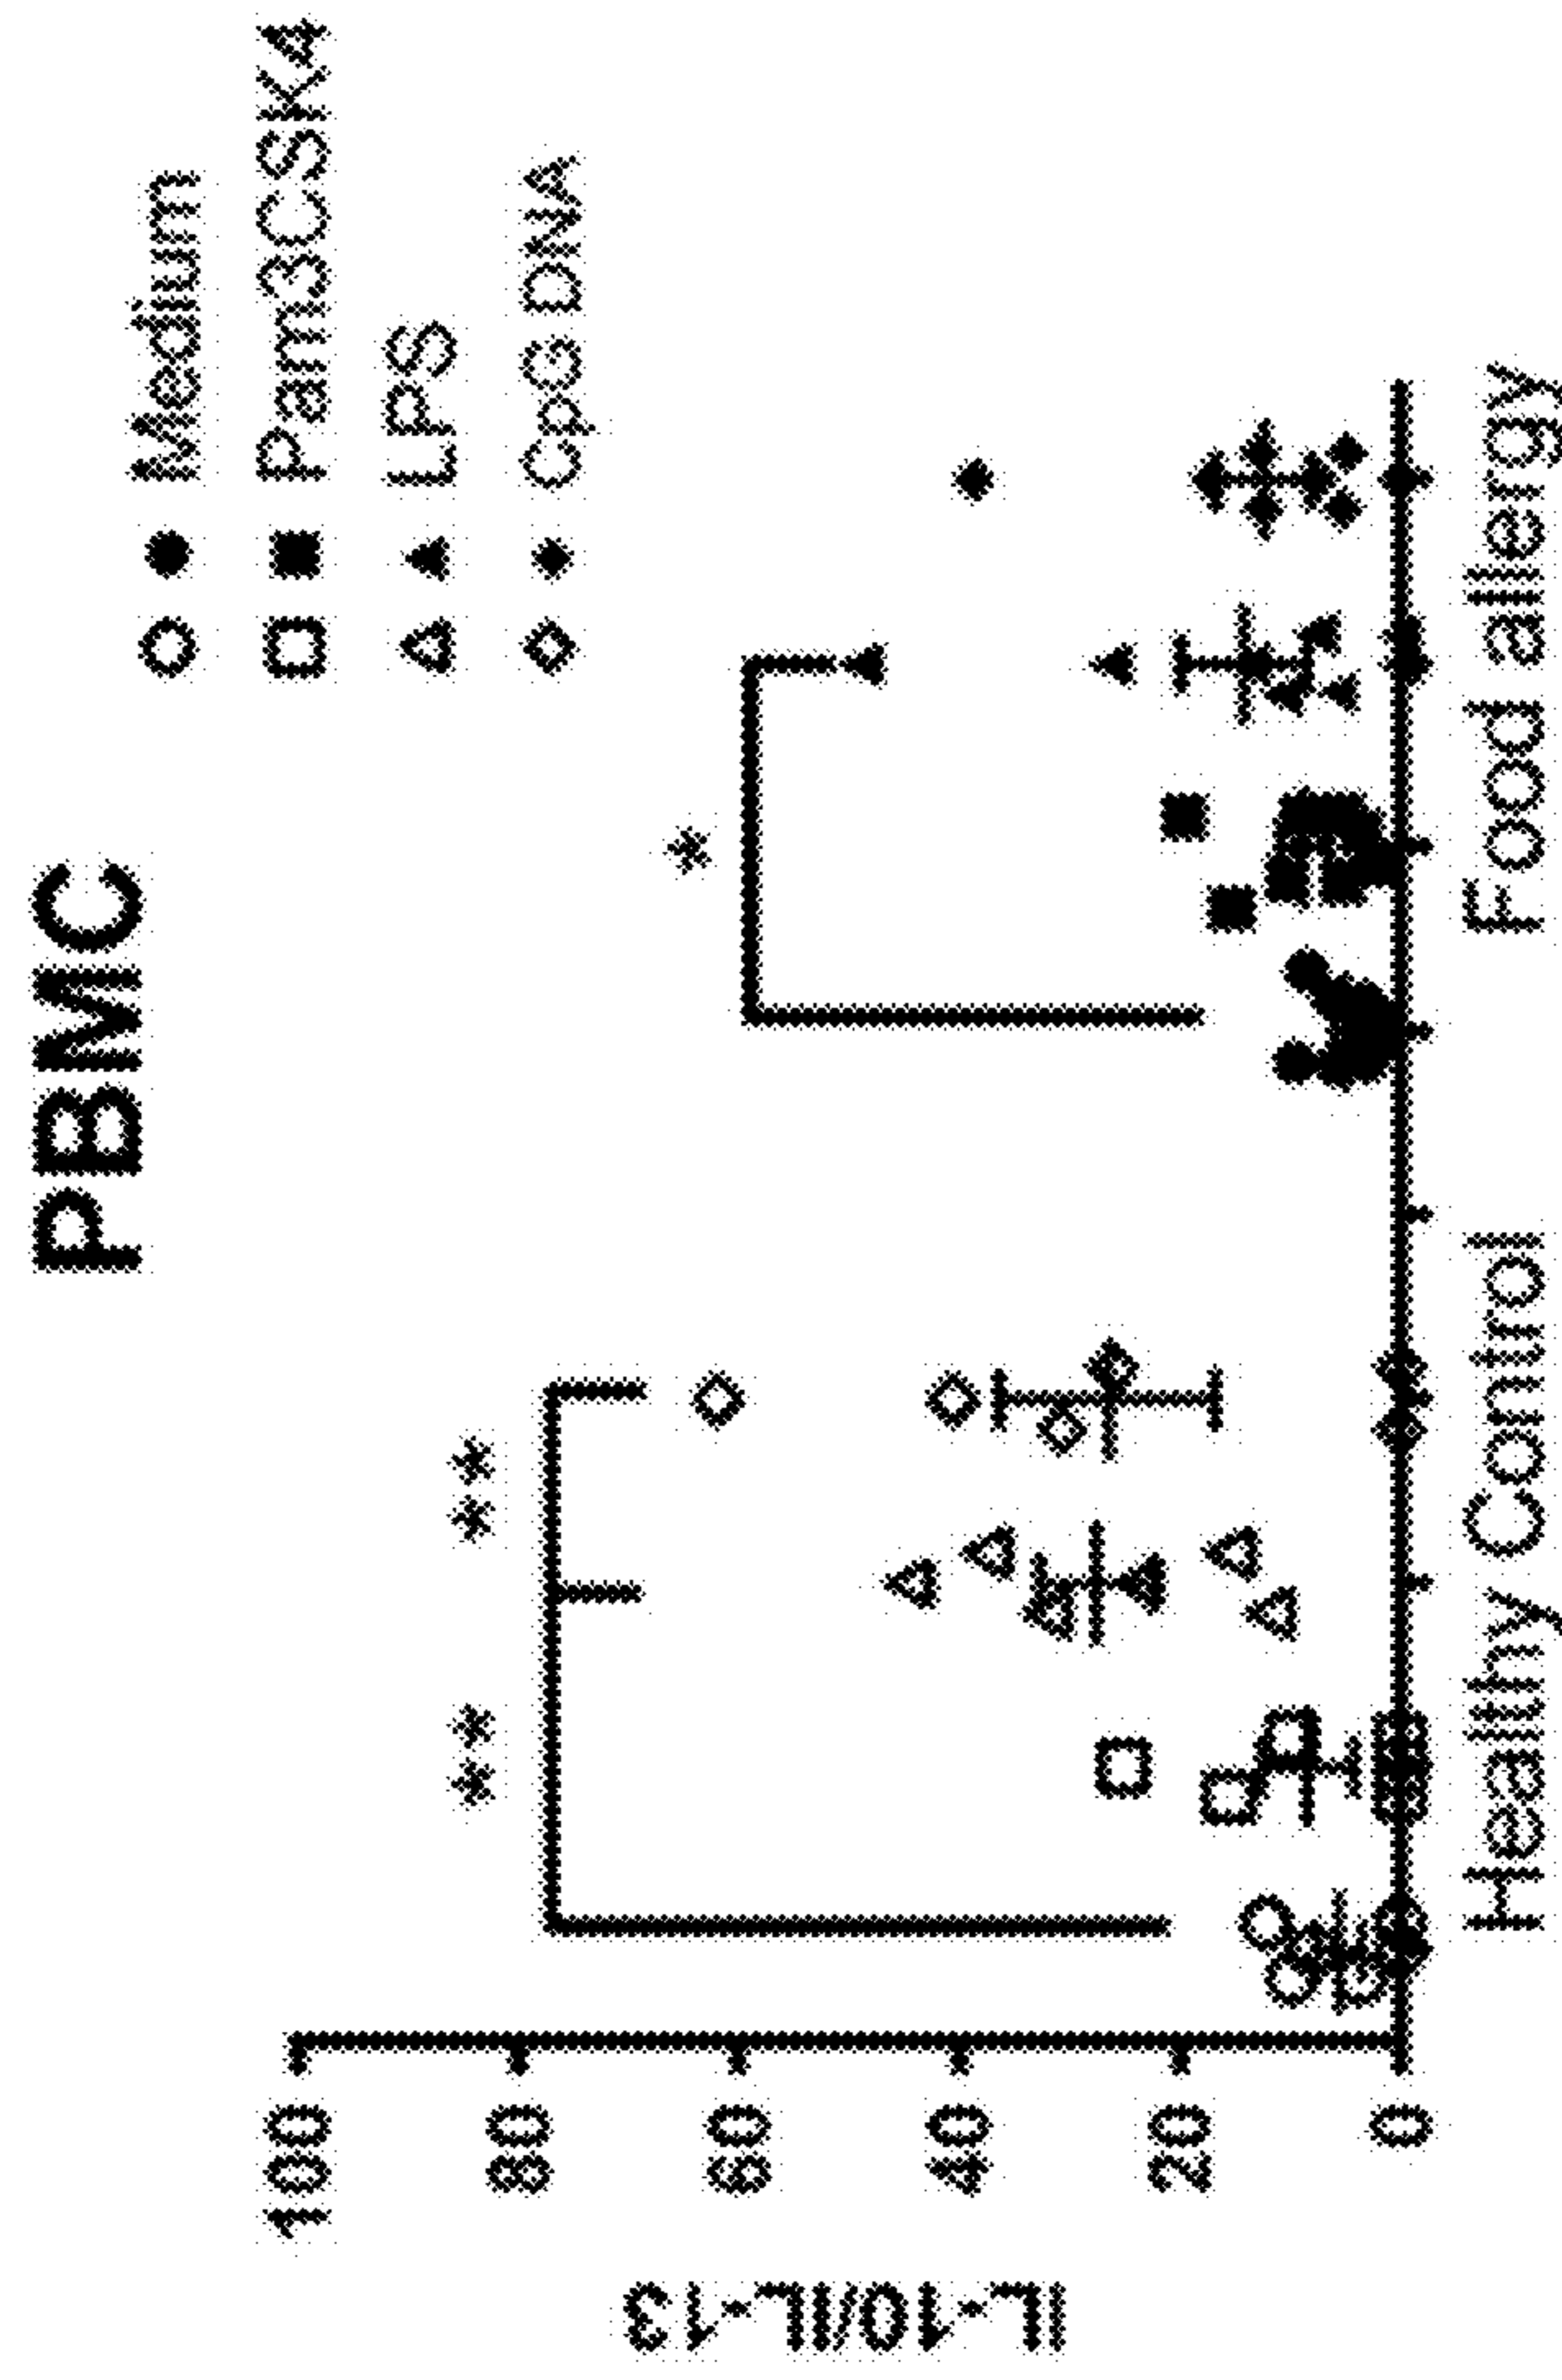 PBMC
Medium
Pam3CSK4
LPS
CpG DNA
*
** **
100
80
60
40
20
0
IL-10/IL-13
Healthy Control
Food allergy